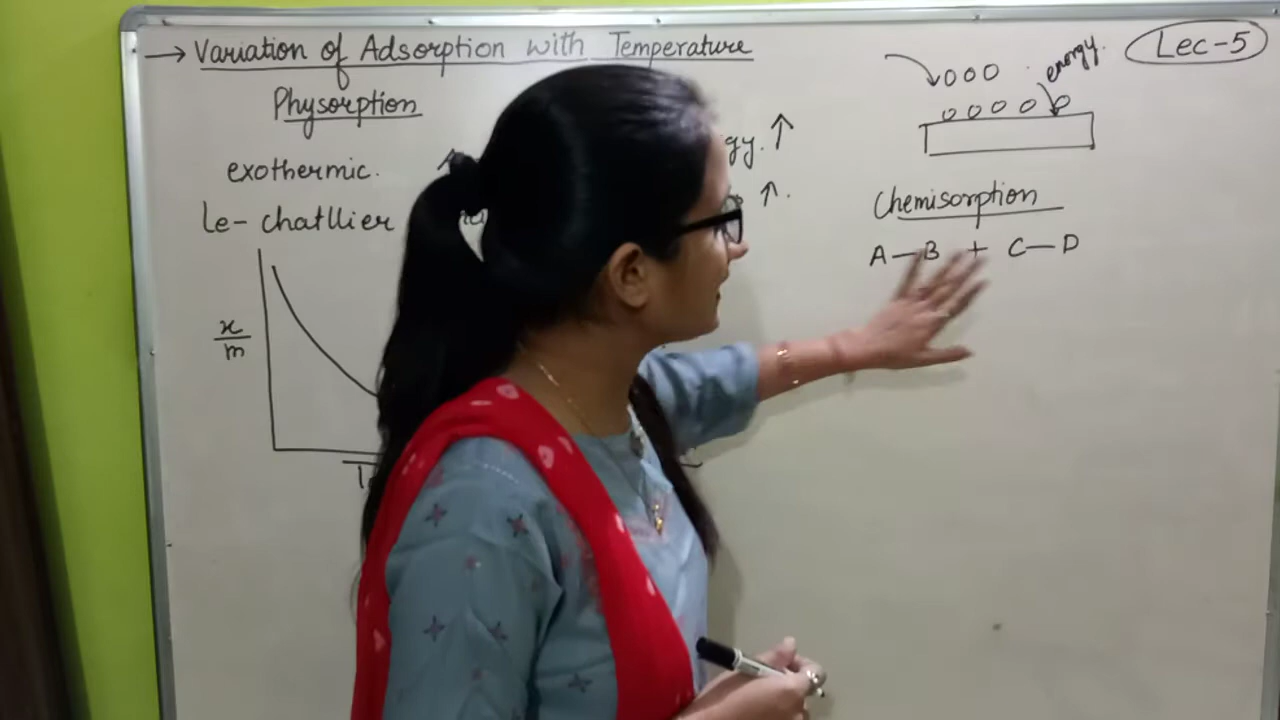 → Variation of Adsorption with Temperature
Lec-5
Physorption
energy.
exothermic.
gy. ↑
Le-chatllier
↑.
Chemisorption
A—B + C—D
x/m